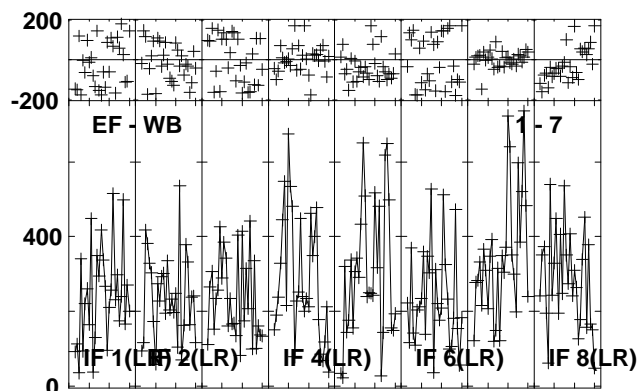 200
-200
EF - WB 1 - 7
400
IF 1(LR) IF 2(LR) IF 4(LR) IF 6(LR) IF 8(LR)
0